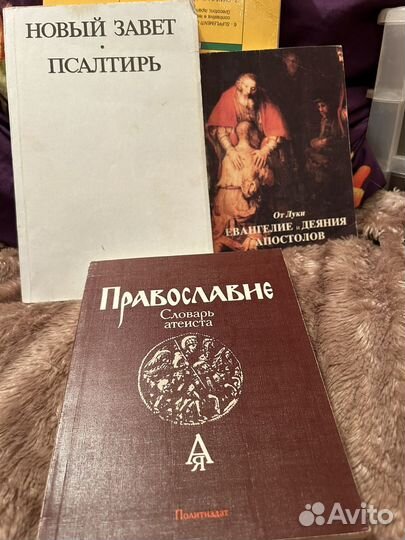 НОВЫЙ ЗАВЕТ
·
ПСАЛТИРЬ
От Луки
ЕВАНГЕЛИЕ и ДЕЯНИЯ
АПОСТОЛОВ
ПРАВОСЛАВИЕ
Словарь
атеиста
А
Я
Политиздат
Avito